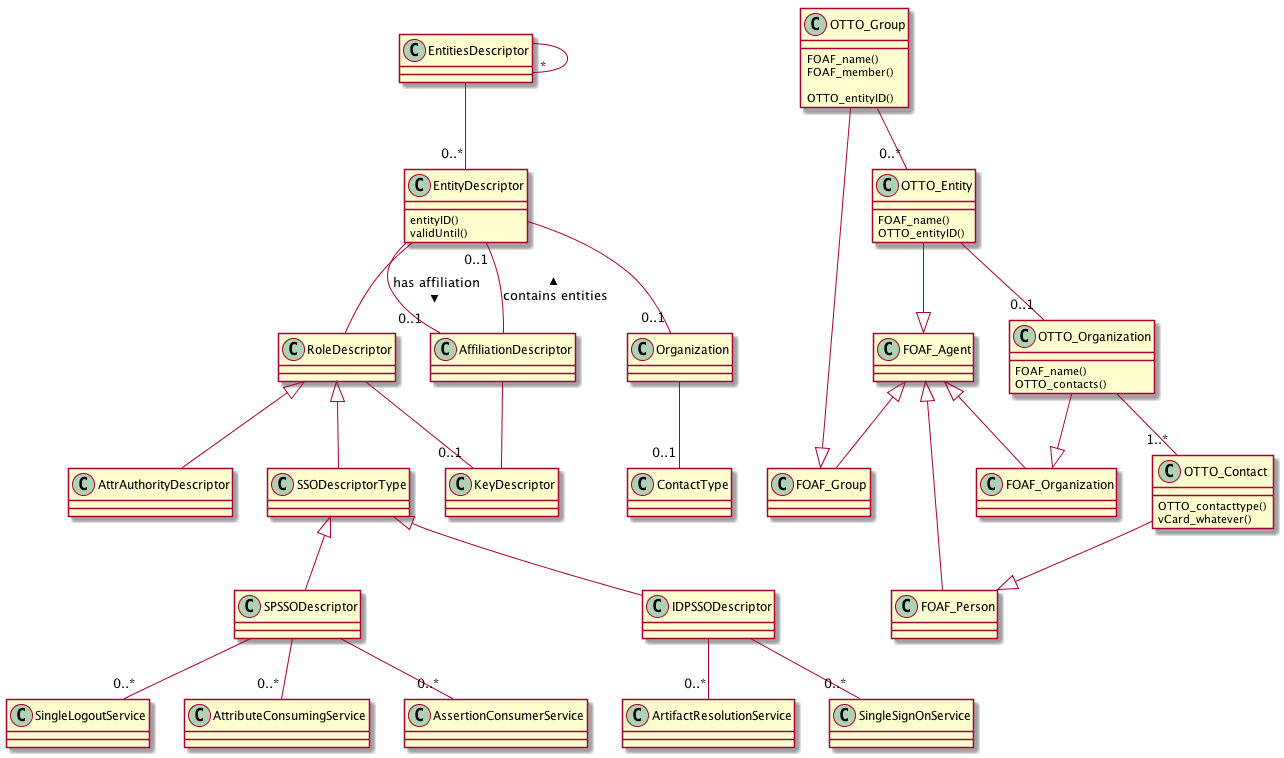 C OTTO_Group
FOAF_name()
FOAF_member()
OTTO_entityID()
C EntitiesDescriptor
*
0..*
0..*
C EntityDescriptor
entityID()
validUntil()
C OTTO_Entity
FOAF_name()
OTTO_entityID()
0..1
has affiliation
▼
▲
contains entities
0..1
0..1
0..1
C RoleDescriptor
C AffiliationDescriptor
C Organization
C FOAF_Agent
C OTTO_Organization
FOAF_name()
OTTO_contacts()
0..1
0..1
1..*
C AttrAuthorityDescriptor
C SSODescriptorType
C KeyDescriptor
C ContactType
C FOAF_Group
C FOAF_Organization
C OTTO_Contact
OTTO_contacttype()
vCard_whatever()
C SPSSODescriptor
C IDPSSODescriptor
C FOAF_Person
0..*
0..*
0..*
0..*
0..*
C SingleLogoutService
C AttributeConsumingService
C AssertionConsumerService
C ArtifactResolutionService
C SingleSignOnService